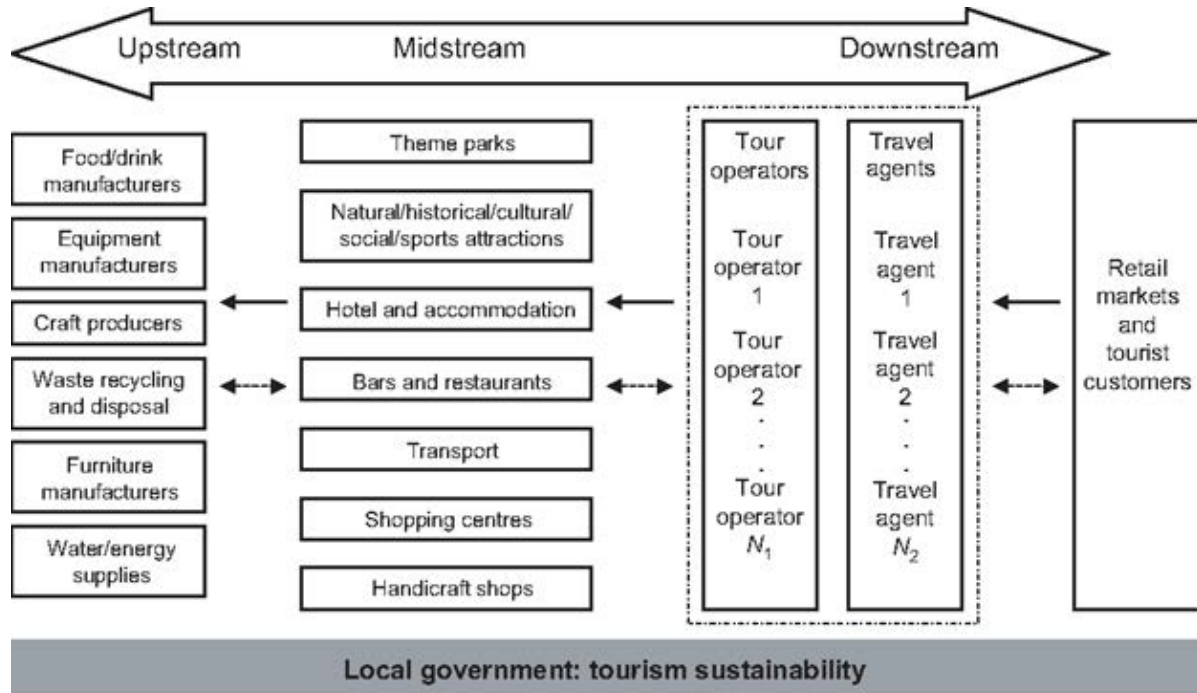 Upstream
Midstream
Downstream
Food/drink
manufacturers
Equipment
manufacturers
Craft producers
Waste recycling
and disposal
Furniture
manufacturers
Water/energy
supplies
Theme parks
Natural/historical/cultural/
social/sports attractions
Hotel and accommodation
Bars and restaurants
Transport
Shopping centres
Handicraft shops
Tour
operators
Tour
operator
1
Tour
operator
2
.
.
.
Tour
operator
N₁
Travel
agents
Travel
agent
1
Travel
agent
2
.
.
.
Travel
agent
N₂
Retail
markets
and
tourist
customers
Local government: tourism sustainability